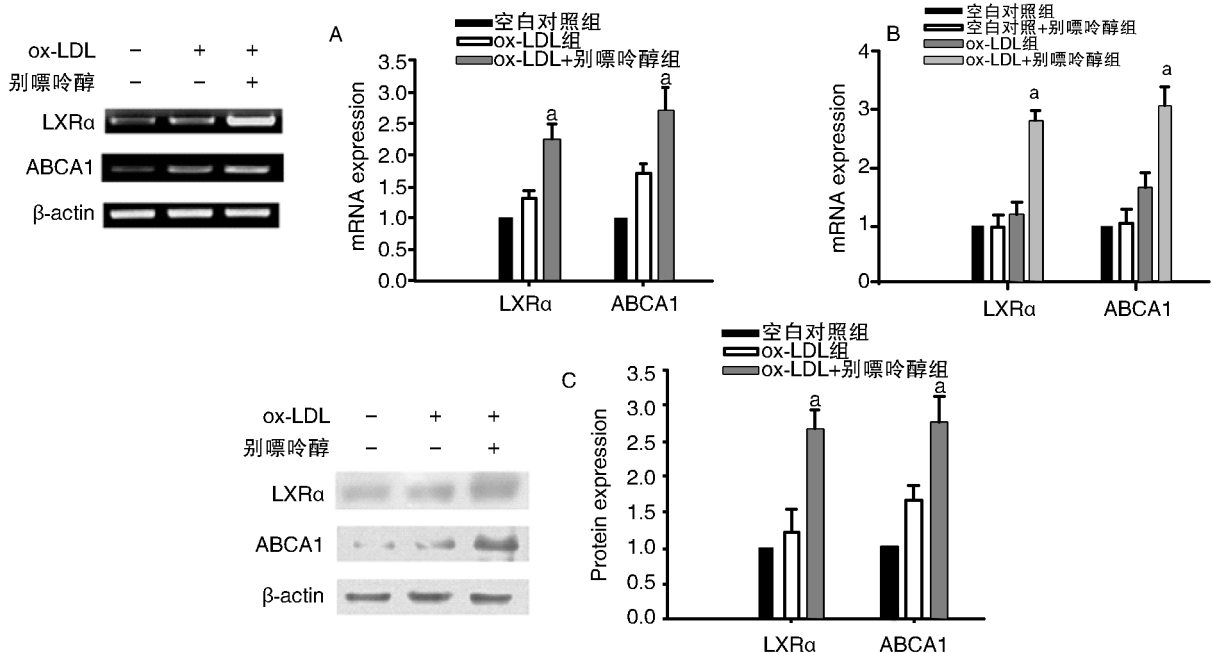 ox-LDL − + +
别嘌呤醇 − − +
LXRα
ABCA1
β-actin
A
空白对照组
ox-LDL组
ox-LDL+别嘌呤醇组
mRNA expression
3.5
3.0
2.5
2.0
1.5
1.0
0.5
0.0
a
a
LXRα ABCA1
B
空白对照组
空白对照+别嘌呤醇组
ox-LDL组
ox-LDL+别嘌呤醇组
mRNA expression
4
3
2
1
0
a
a
LXRα ABCA1
ox-LDL − + +
别嘌呤醇 − − +
LXRα
ABCA1
β-actin
C
空白对照组
ox-LDL组
ox-LDL+别嘌呤醇组
Protein expression
3.5
3.0
2.5
2.0
1.5
1.0
0.5
0.0
a
a
LXRα ABCA1